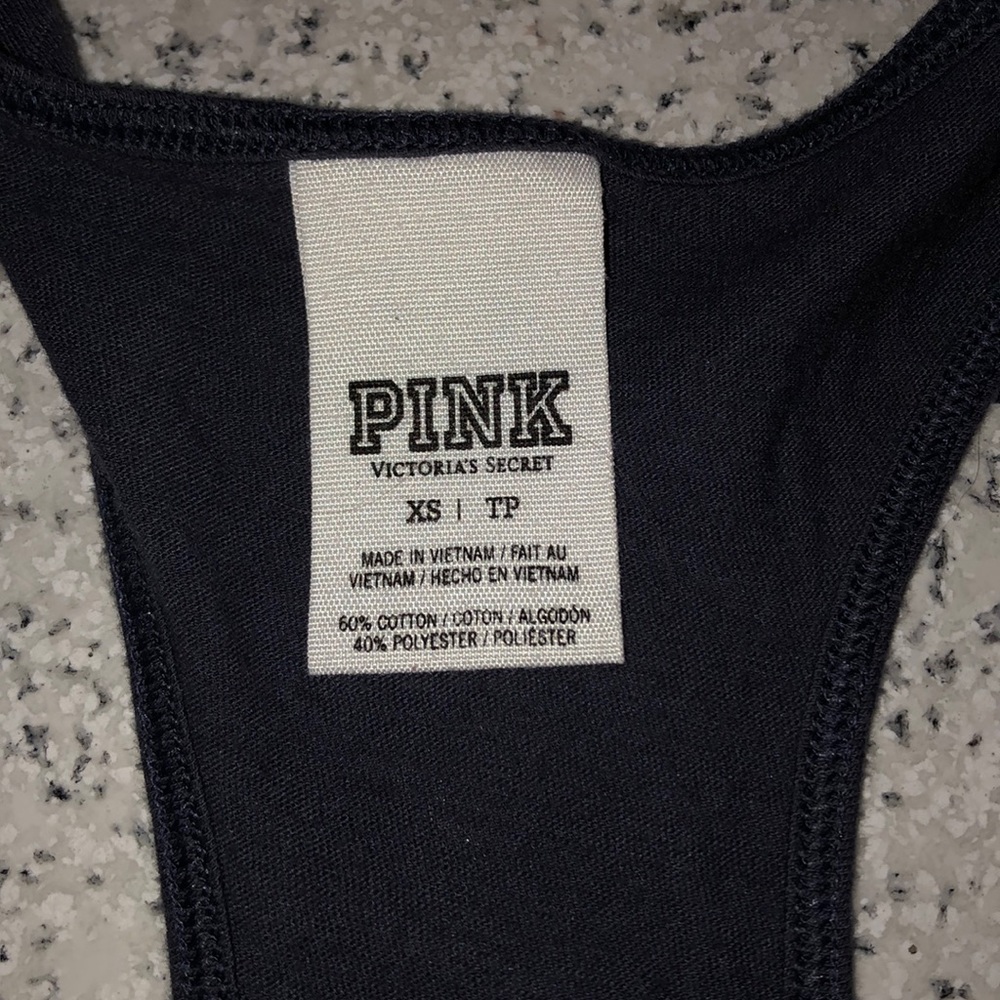 PINK
VICTORIA'S SECRET
XS | TP
MADE IN VIETNAM / FAIT AU
VIETNAM / HECHO EN VIETNAM
60% COTTON / COTON / ALGODÓN
40% POLYESTER / POLIÉSTER